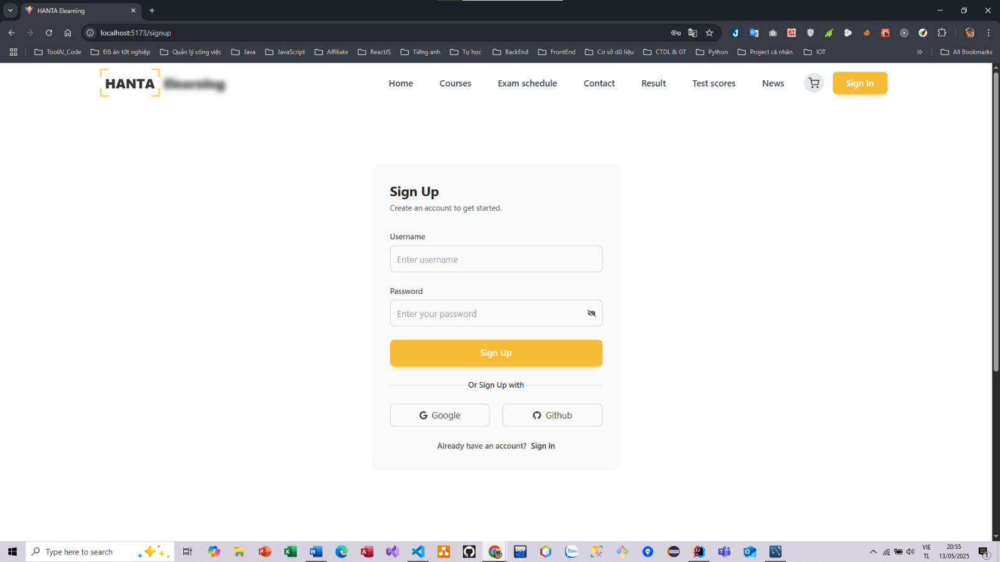 HANTA Elearning
localhost:5173/signup
ToolAI_Code Đồ án tốt nghiệp Quản lý công việc Java JavaScript Affiliate ReactJS Tiếng anh Tự học BackEnd FrontEnd Cơ sở dữ liệu CTDL & GT Python Project cá nhân IOT All Bookmarks
HANTA Elearning
Home Courses Exam schedule Contact Result Test scores News Sign In
Sign Up
Create an account to get started.
Username
Enter username
Password
Enter your password
Sign Up
Or Sign Up with
Google Github
Already have an account? Sign in
Type here to search
VIE 20:55
TL 13/05/2025